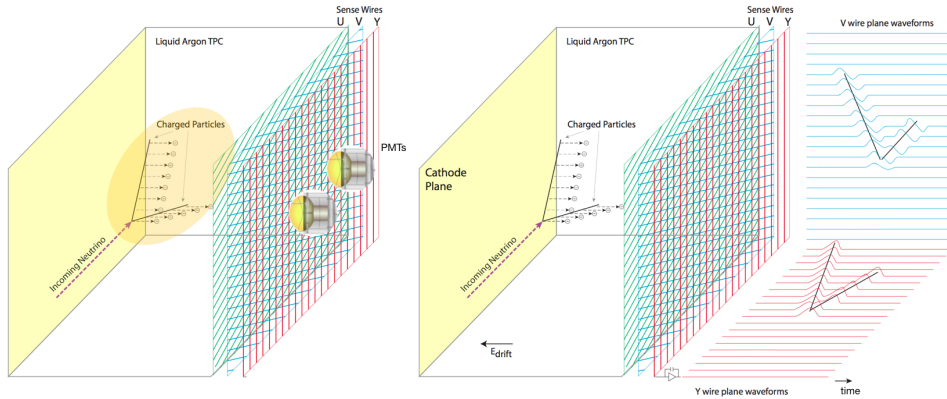 Sense Wires
U V Y
Liquid Argon TPC
Charged Particles
PMTs
Incoming Neutrino
Sense Wires
U V Y
Liquid Argon TPC
V wire plane waveforms
Charged Particles
Cathode
Plane
Incoming Neutrino
Edrift
Y wire plane waveforms
time